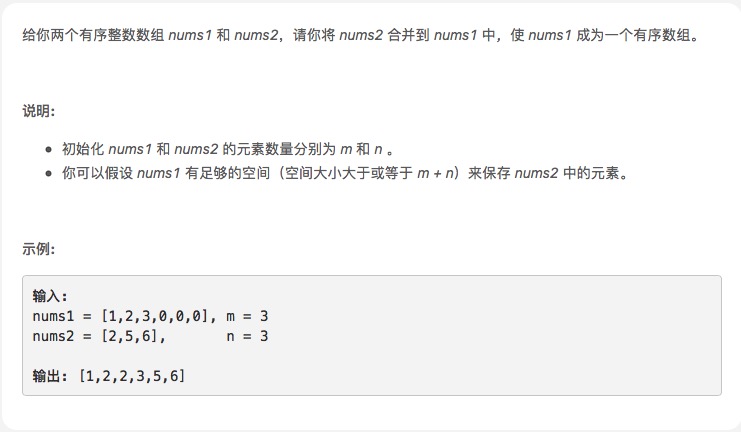 给你两个有序整数数组 nums1 和 nums2，请你将 nums2 合并到 nums1 中，使 nums1 成为一个有序数组。
说明:
初始化 nums1 和 nums2 的元素数量分别为 m 和 n 。
你可以假设 nums1 有足够的空间（空间大小大于或等于 m + n）来保存 nums2 中的元素。
示例:
输入:
nums1 = [1,2,3,0,0,0], m = 3
nums2 = [2,5,6],       n = 3
输出: [1,2,2,3,5,6]